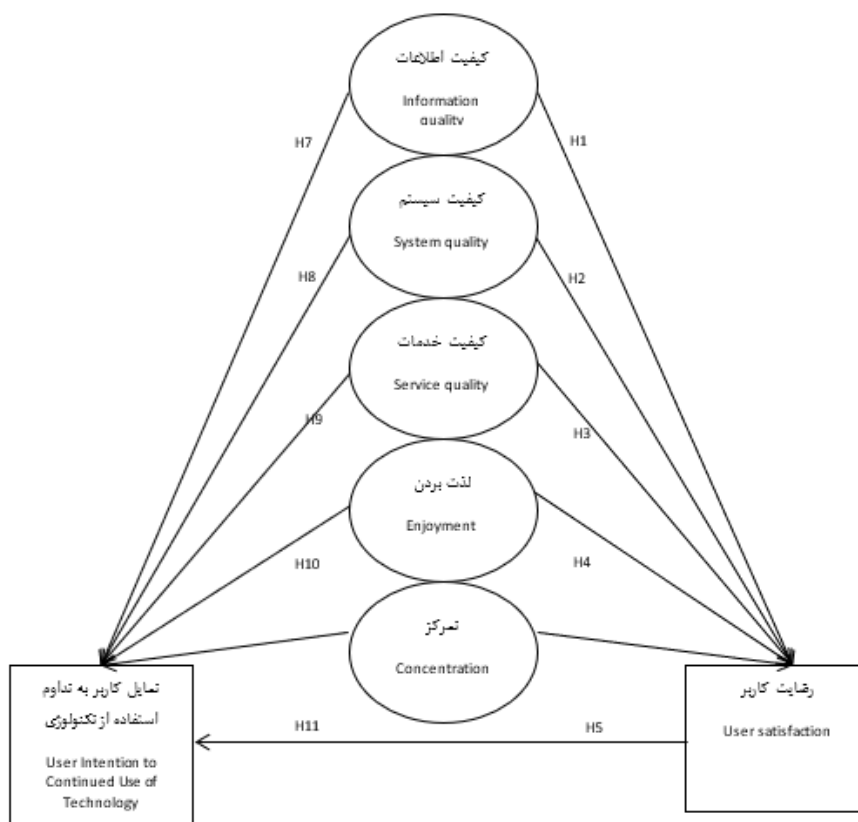 کیفیت اطلاعات
Information
quality
H7
H1
کیفیت سیستم
System quality
H8
H2
کیفیت خدمات
Service quality
H9
H3
لذت بردن
Enjoyment
H10
H4
تمرکز
Concentration
تمایل کاربر به تداوم
استفاده از تکنولوژی
User Intention to
Continued Use of
Technology
رضایت کاربر
User satisfaction
H11
H5